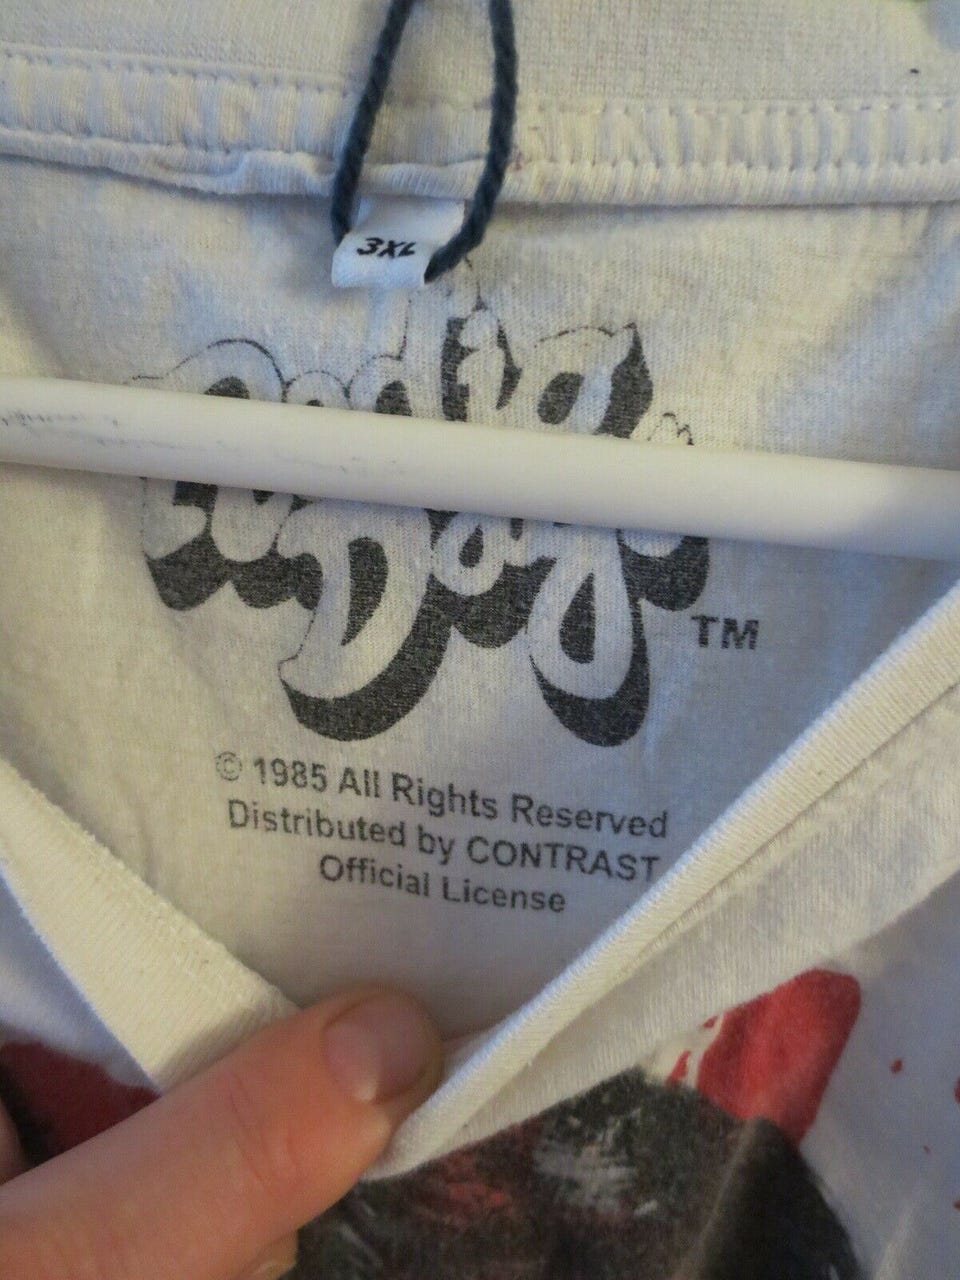 3XL
TM
© 1985 All Rights Reserved
Distributed by CONTRAST
Official License